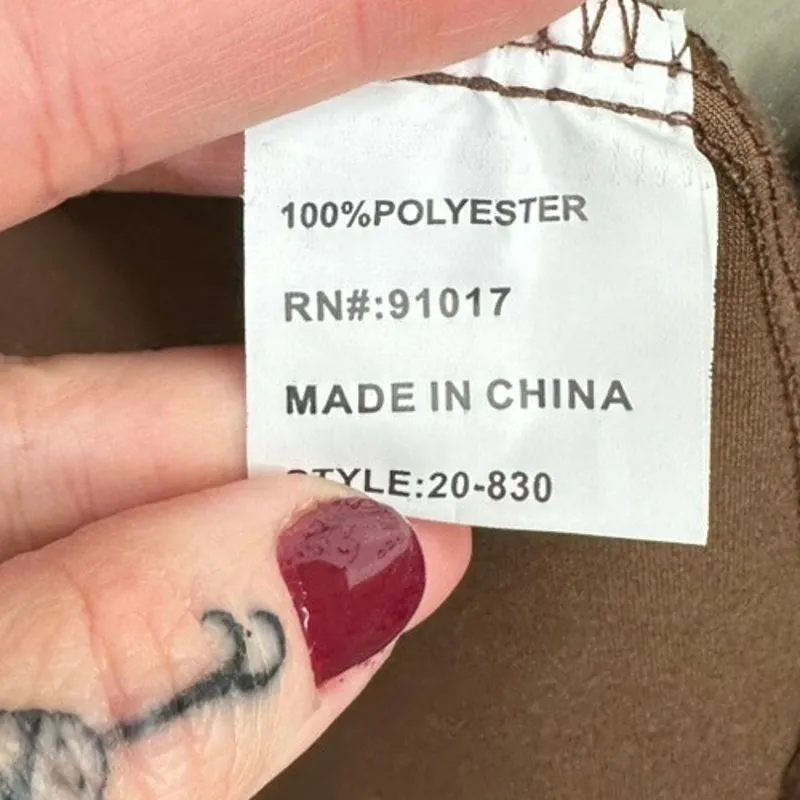 100%POLYESTER
RN#:91017
MADE IN CHINA
STYLE:20-830